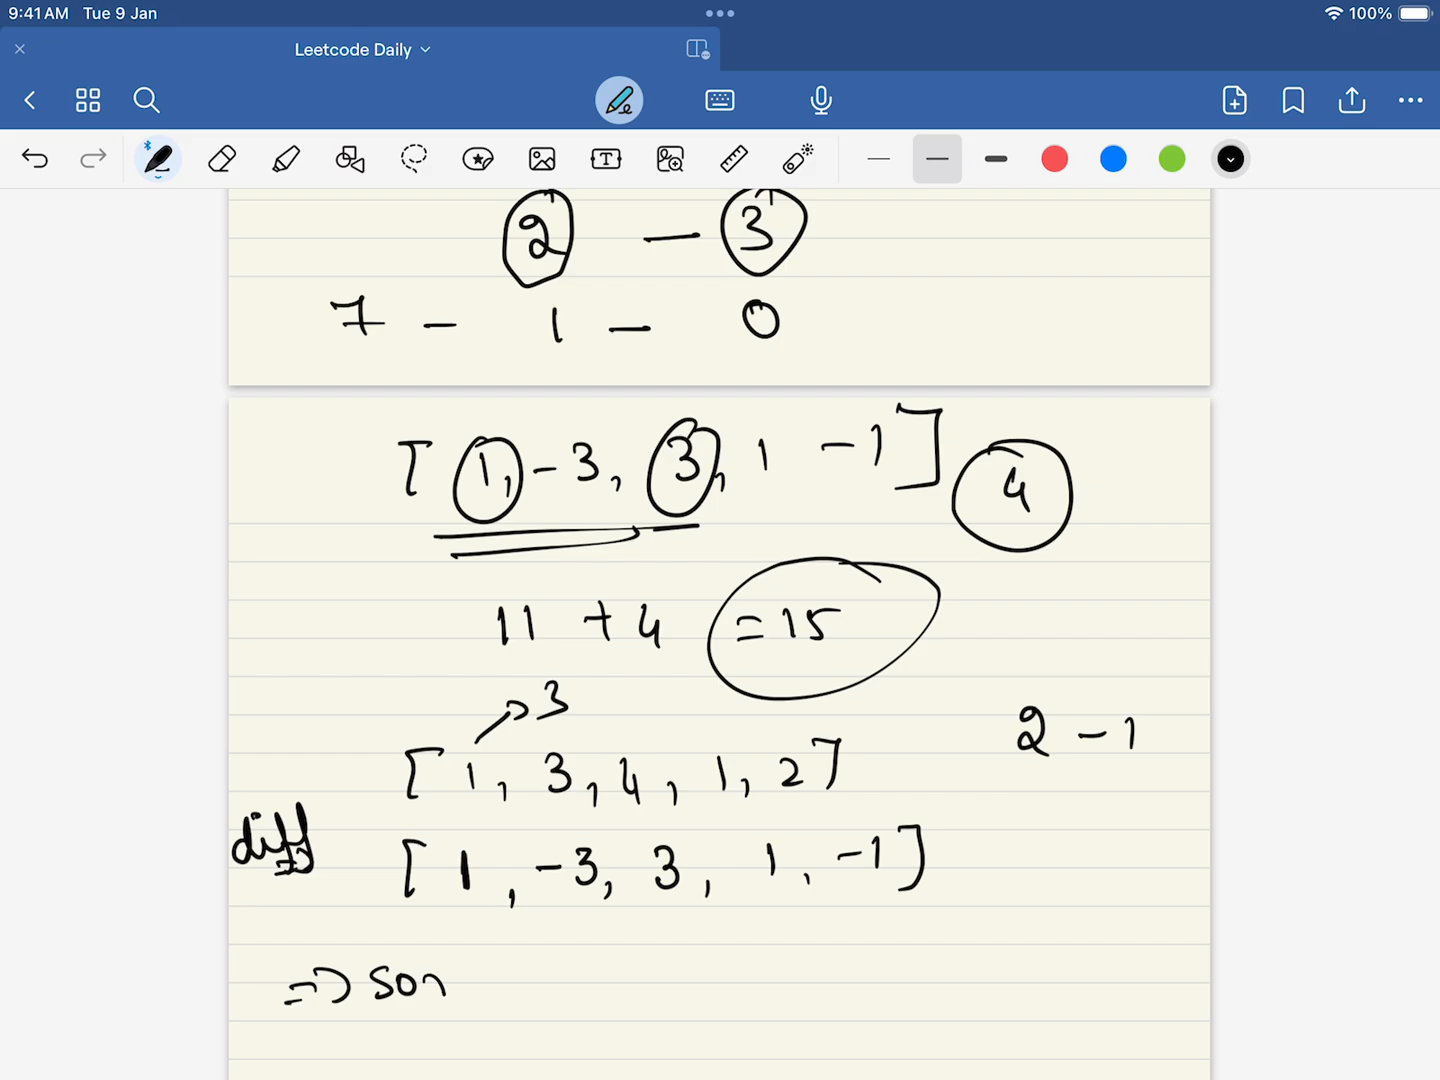 9:41 AM Tue 9 Jan
100%
Leetcode Daily
2 - 3
7 - 1 - 0
[ 1, -3, 3, 1 -1 ] 4
11 + 4 = 15
3
2 - 1
[ 1, 3, 4, 1, 2 ]
diff
=> [ 1, -3, 3, 1, -1 ]
=> sor